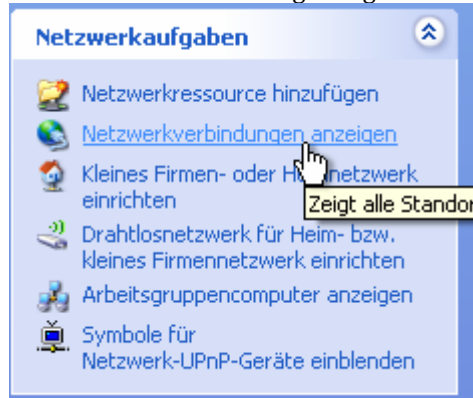 Netzwerkaufgaben
Netzwerkressource hinzufügen
Netzwerkverbindungen anzeigen
Kleines Firmen- oder netzwerk
einrichten
Zeigt alle
Drahtlosnetzwerk für Heim- bzw.
kleines Firmennetzwerk einrichten
Arbeitsgruppencomputer anzeigen
Symbole für
Netzwerk-UPnP-Geräte einblenden